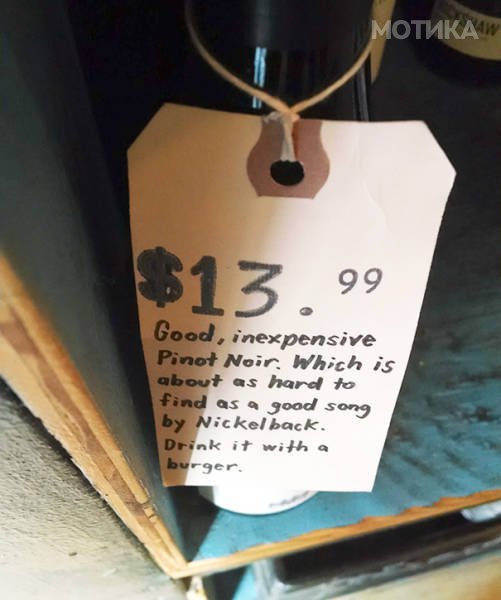 МОТИКА
$13.99
Good, inexpensive
Pinot Noir. Which is
about as hard to
find as a good song
by Nickelback.
Drink it with a
burger.